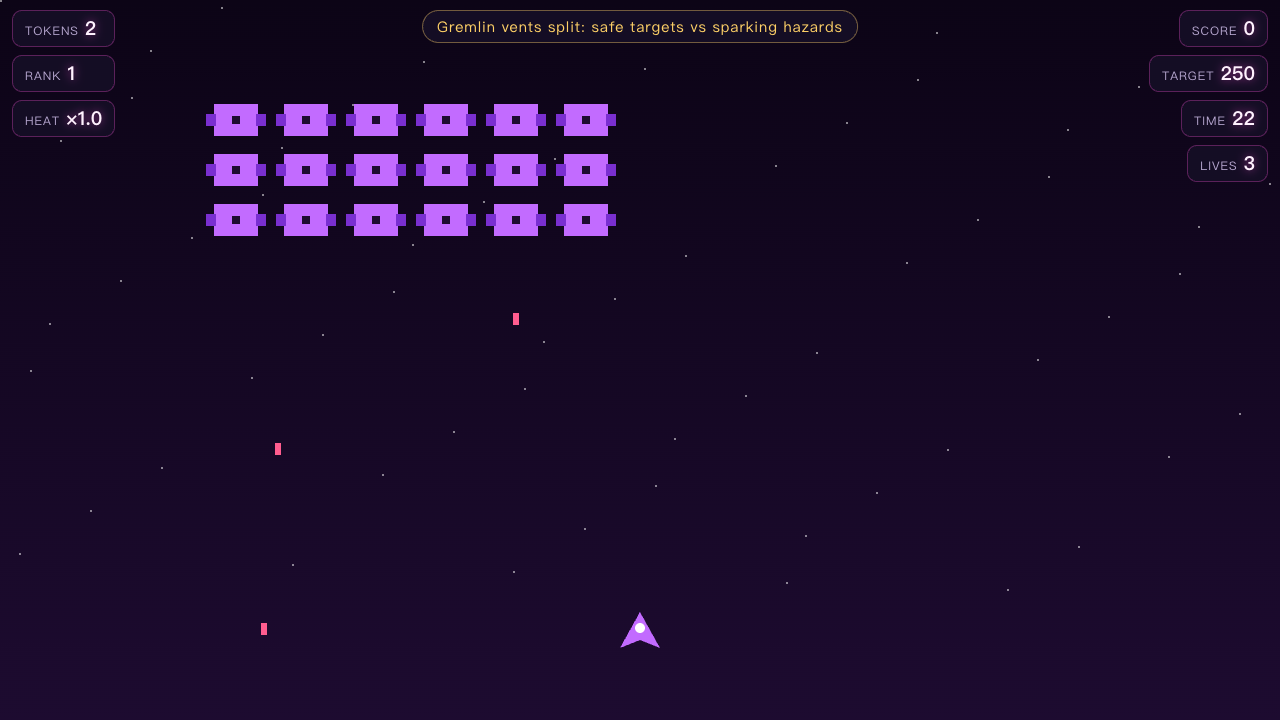 TOKENS 2
RANK 1
HEAT ×1.0
Gremlin vents split: safe targets vs sparking hazards
SCORE 0
TARGET 250
TIME 22
LIVES 3